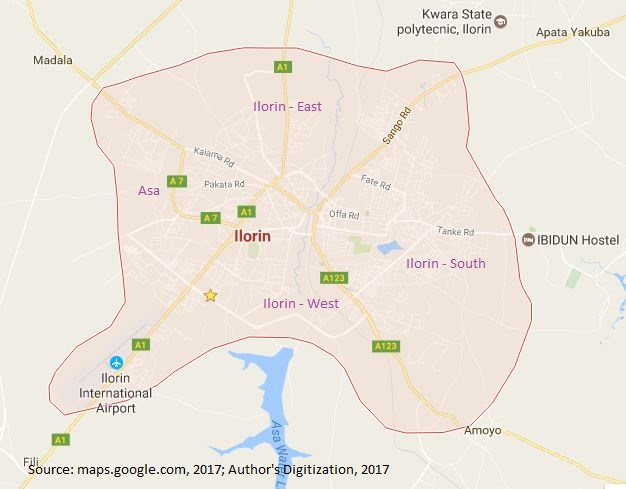 Kwara State
polytecnic, Ilorin
Apata Yakuba
Madala
A1
Ilorin - East
Sango Rd
Kaiama Rd
A 7
Pakata Rd
Fate Rd
Asa
A 7
A1
Offa Rd
Ilorin
Tanke Rd
IBIDUN Hostel
Ilorin - South
A123
Ilorin - West
A1
A123
Ilorin
International
Airport
Amoyo
A1
Asa Water
Fili
Source: maps.google.com, 2017; Author's Digitization, 2017